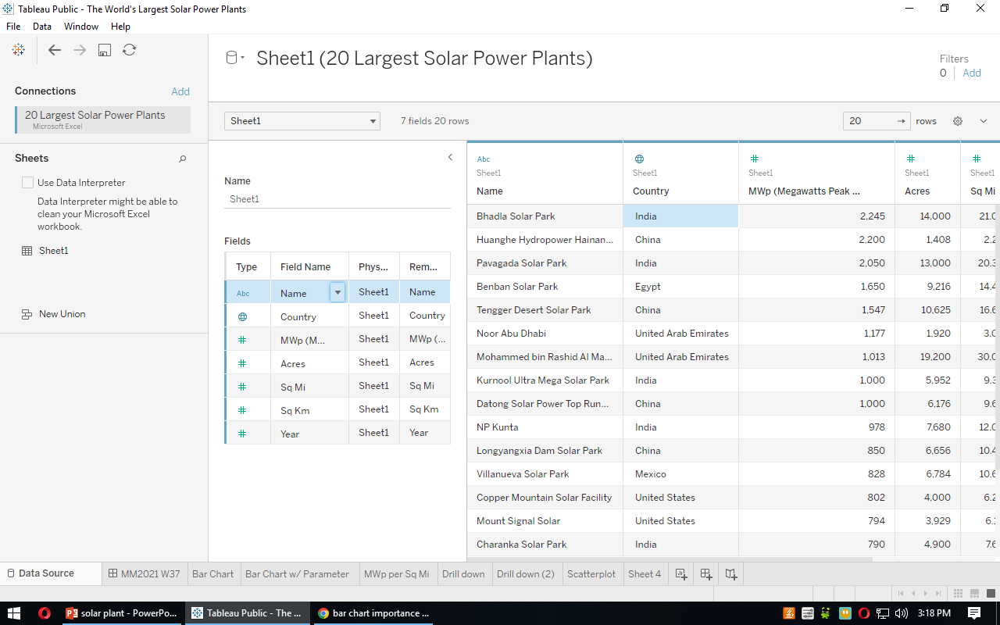 Tableau Public - The World's Largest Solar Power Plants
File Data Window Help
Sheet1 (20 Largest Solar Power Plants)
Filters
0 Add
Connections
Add
20 Largest Solar Power Plants
Microsoft Excel
Sheet1
7 fields 20 rows
20 → rows
Sheets
Use Data Interpreter
Data Interpreter might be able to
clean your Microsoft Excel
workbook.
Sheet1
New Union
Name
Sheet1
Fields
Type Field Name Phys... Rem...
Abc Name Sheet1 Name
Country Sheet1 Country
# MWp (M... Sheet1 MWp (...
# Acres Sheet1 Acres
# Sq Mi Sheet1 Sq Mi
# Sq Km Sheet1 Sq Km
# Year Sheet1 Year
Abc # # #
Sheet1 Sheet1 Sheet1 Sheet1 Sheet1
Name Country MWp (Megawatts Peak ... Acres Sq Mi
Bhadla Solar Park India 2,245 14,000 21.
Huanghe Hydropower Hainan... China 2,200 1,408 2.2
Pavagada Solar Park India 2,050 13,000 20.3
Benban Solar Park Egypt 1,650 9,216 14.4
Tengger Desert Solar Park China 1,547 10,625 16.6
Noor Abu Dhabi United Arab Emirates 1,177 1,920 3.0
Mohammed bin Rashid Al Ma... United Arab Emirates 1,013 19,200 30.0
Kurnool Ultra Mega Solar Park India 1,000 5,952 9.3
Datong Solar Power Top Run... China 1,000 6,176 9.6
NP Kunta India 978 7,680 12.0
Longyangxia Dam Solar Park China 850 6,656 10.4
Villanueva Solar Park Mexico 828 6,784 10.6
Copper Mountain Solar Facility United States 802 4,000 6.2
Mount Signal Solar United States 794 3,929 6.
Charanka Solar Park India 790 4,900 7.6
Data Source MM2021 W37 Bar Chart Bar Chart w/ Parameter MWp per Sq Mi Drill down Drill down (2) Scatterplot Sheet 4
solar plant - PowerPo... Tableau Public - The ... bar chart importance ... 3:18 PM